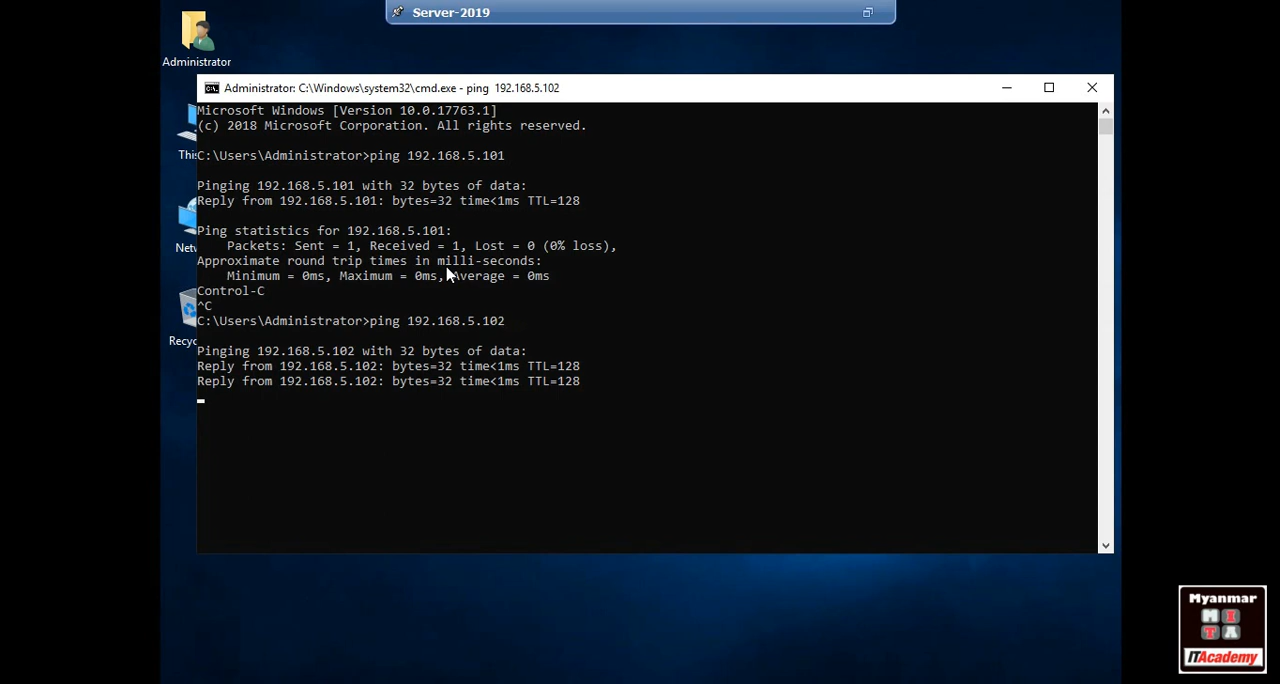 Server-2019
Administrator
Administrator: C:\Windows\system32\cmd.exe - ping  192.168.5.102
Microsoft Windows [Version 10.0.17763.1]
(c) 2018 Microsoft Corporation. All rights reserved.
C:\Users\Administrator>ping 192.168.5.101
This
Pinging 192.168.5.101 with 32 bytes of data:
Reply from 192.168.5.101: bytes=32 time<1ms TTL=128
Ping statistics for 192.168.5.101:
Packets: Sent = 1, Received = 1, Lost = 0 (0% loss),
Netw
Approximate round trip times in milli-seconds:
Minimum = 0ms, Maximum = 0ms, Average = 0ms
Control-C
^C
C:\Users\Administrator>ping 192.168.5.102
Recyc
Pinging 192.168.5.102 with 32 bytes of data:
Reply from 192.168.5.102: bytes=32 time<1ms TTL=128
Reply from 192.168.5.102: bytes=32 time<1ms TTL=128
Myanmar
M I
T A
ITAcademy